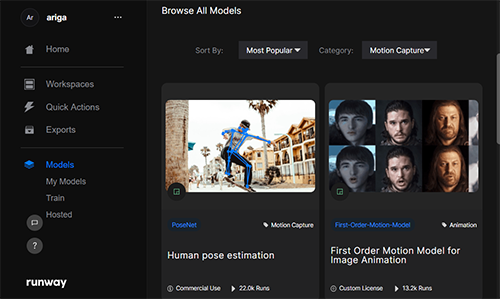 Ar
ariga
Home
Workspaces
Quick Actions
Exports
Models
My Models
Train
Hosted
?
runway
Browse All Models
Sort By:
Most Popular
Category:
Motion Capture
PoseNet
Motion Capture
Human pose estimation
Commercial Use
22.0k Runs
First-Order-Motion-Model
Animation
First Order Motion Model for
Image Animation
Custom License
13.2k Runs